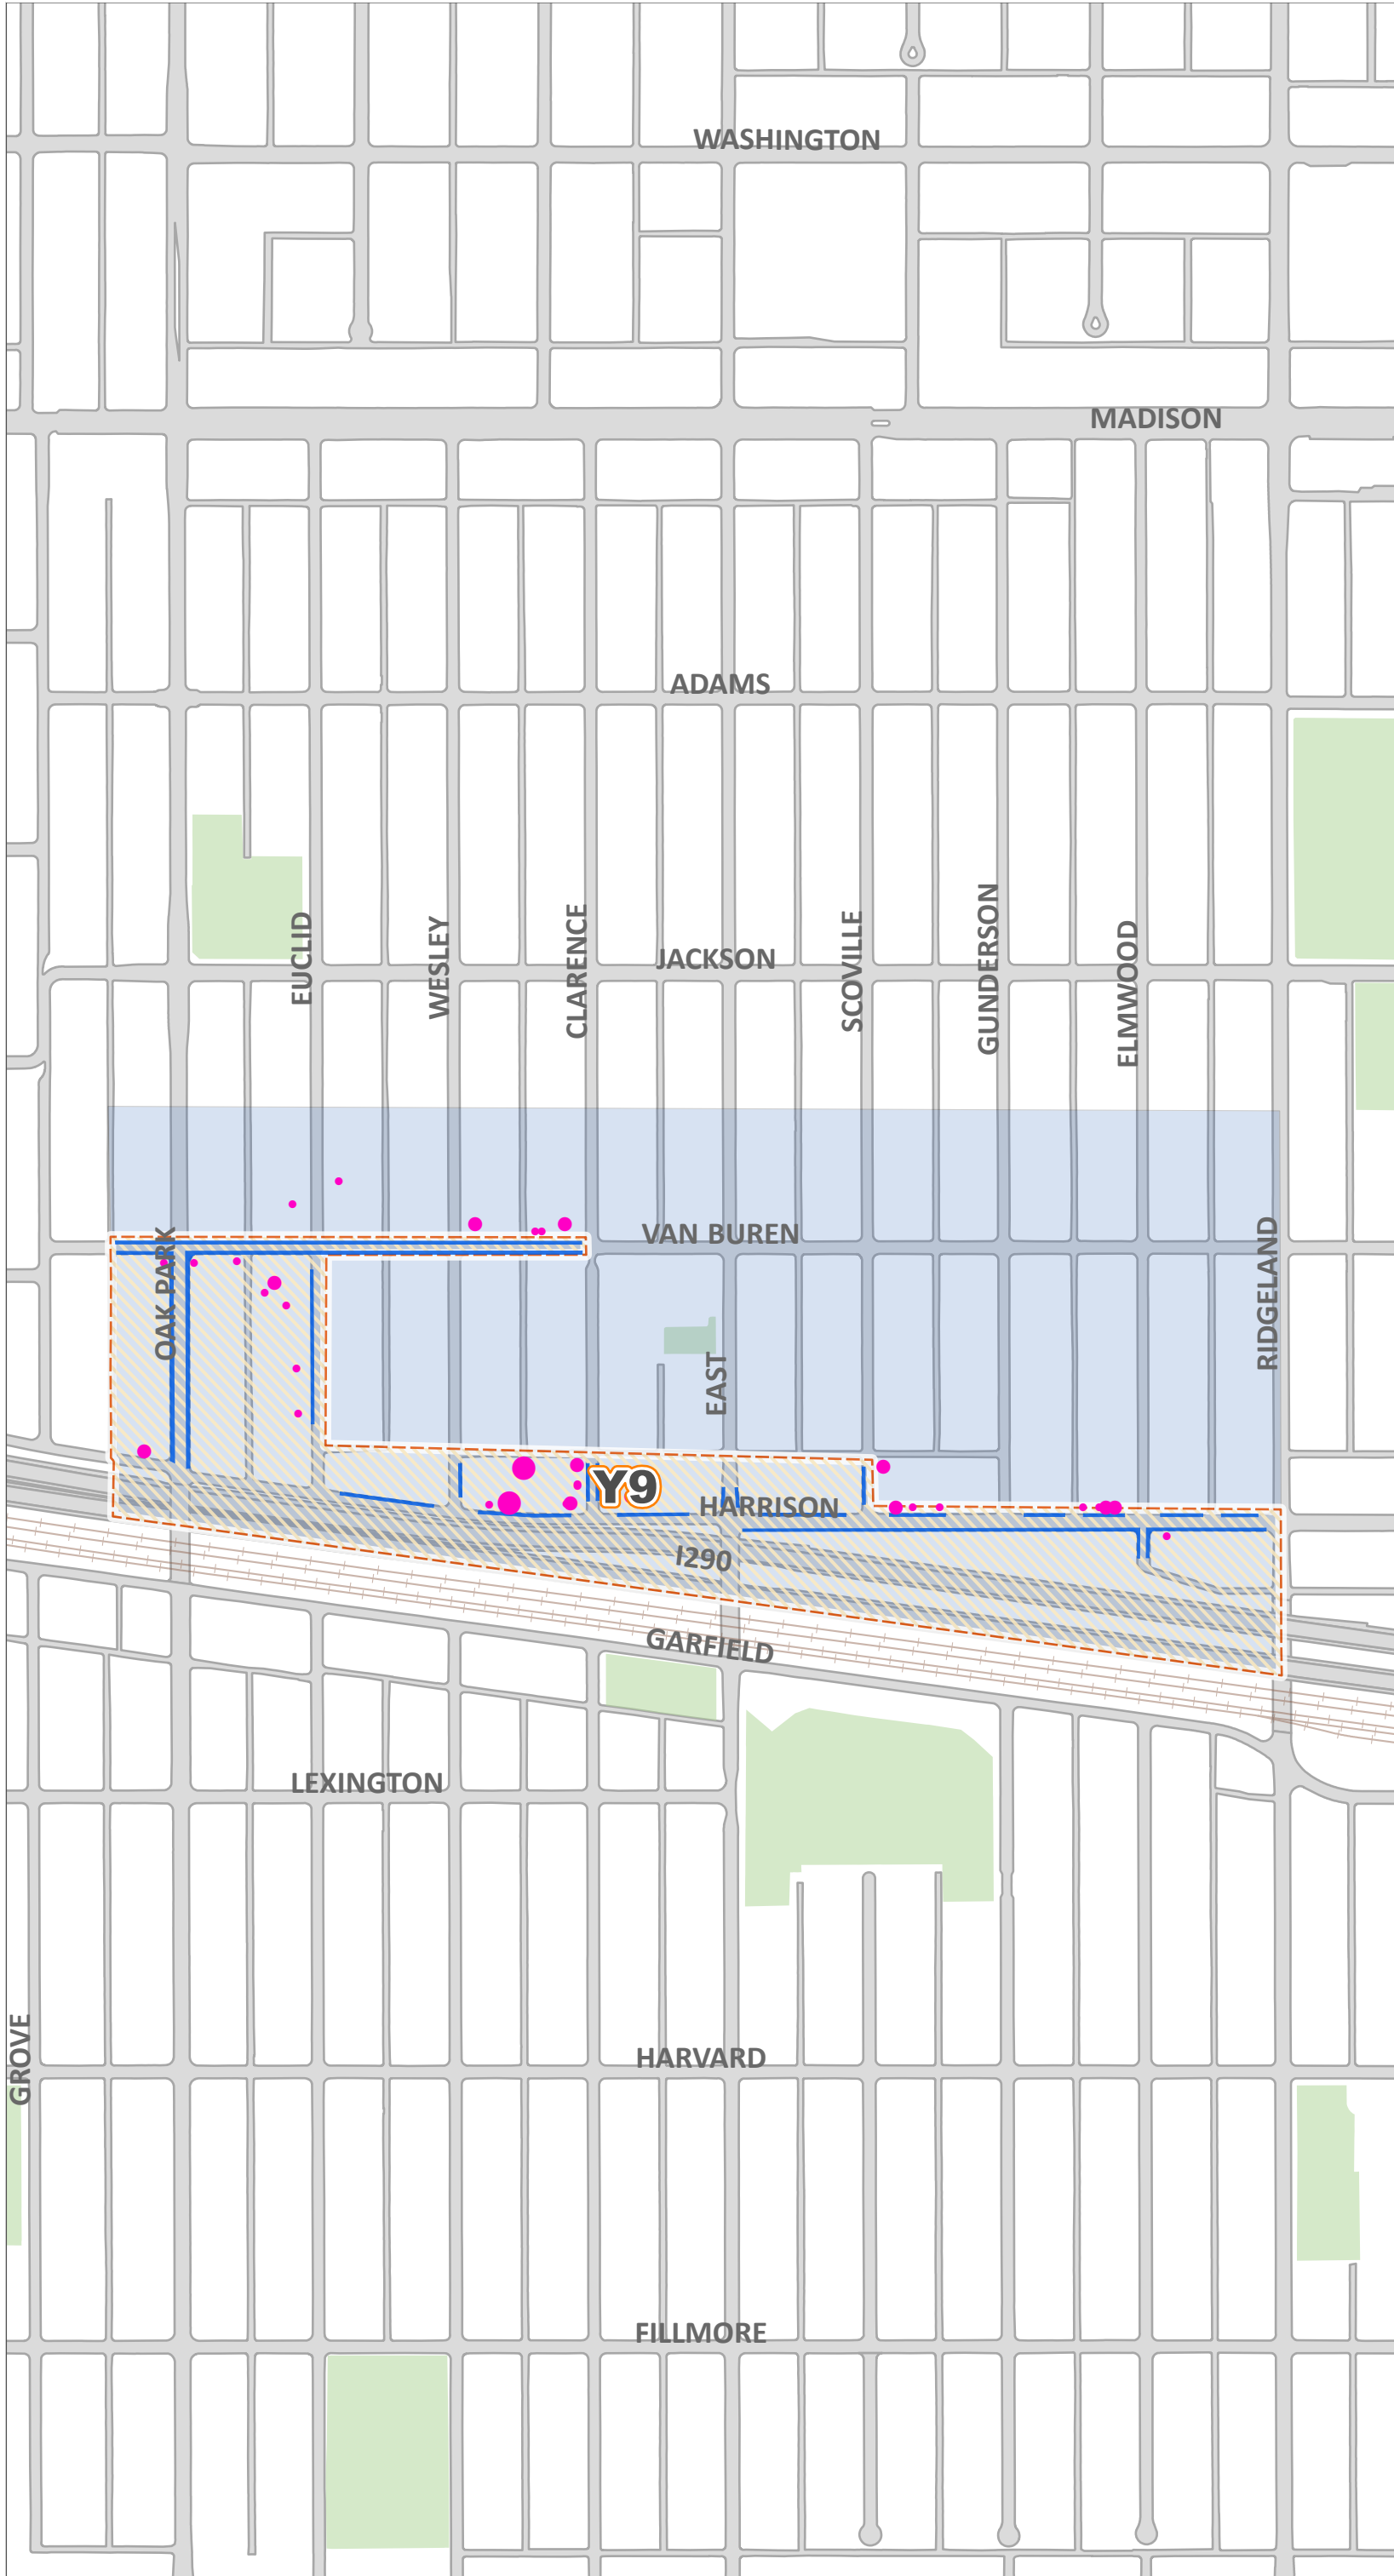 WASHINGTON
MADISON
ADAMS
EUCLID
WESLEY
CLARENCE
JACKSON
SCOVILLE
GUNDERSON
ELMWOOD
VAN BUREN
OAK PARK
EAST
RIDGELAND
Y9
HARRISON
I290
GARFIELD
LEXINGTON
GROVE
HARVARD
FILLMORE